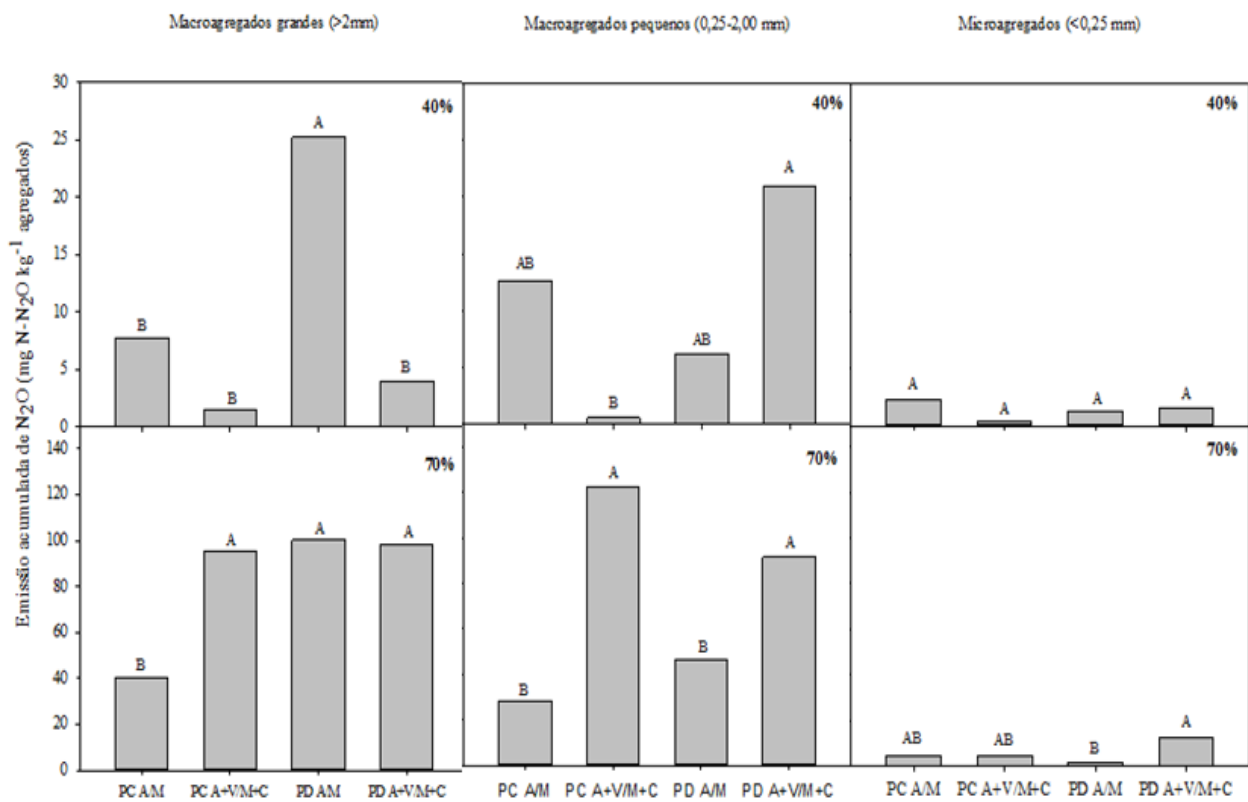 Macroagregados grandes (>2mm)
Macroagregados pequenos (0,25-2,00 mm)
Microagregados (<0,25 mm)
Emissão acumulada de N2O (mg N-N2O kg-1 agregados)
30
25
20
15
10
5
0
40%
B
B
A
B
40%
AB
B
AB
A
40%
A
A
A
A
140
120
100
80
60
40
20
0
70%
B
A
A
A
70%
B
A
B
A
70%
AB
AB
B
A
PC A/M PC A+V/M+C PD A/M PD A+V/M+C
PC A/M PC A+V/M+C PD A/M PD A+V/M+C
PC A/M PC A+V/M+C PD A/M PD A+V/M+C